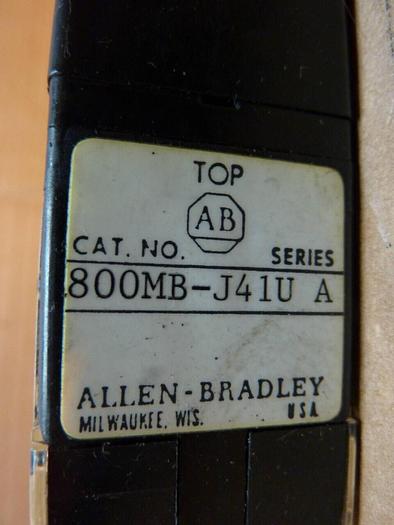 TOP
AB
CAT. NO. SERIES
800MB-J41U A
ALLEN-BRADLEY
MILWAUKEE, WIS. USA